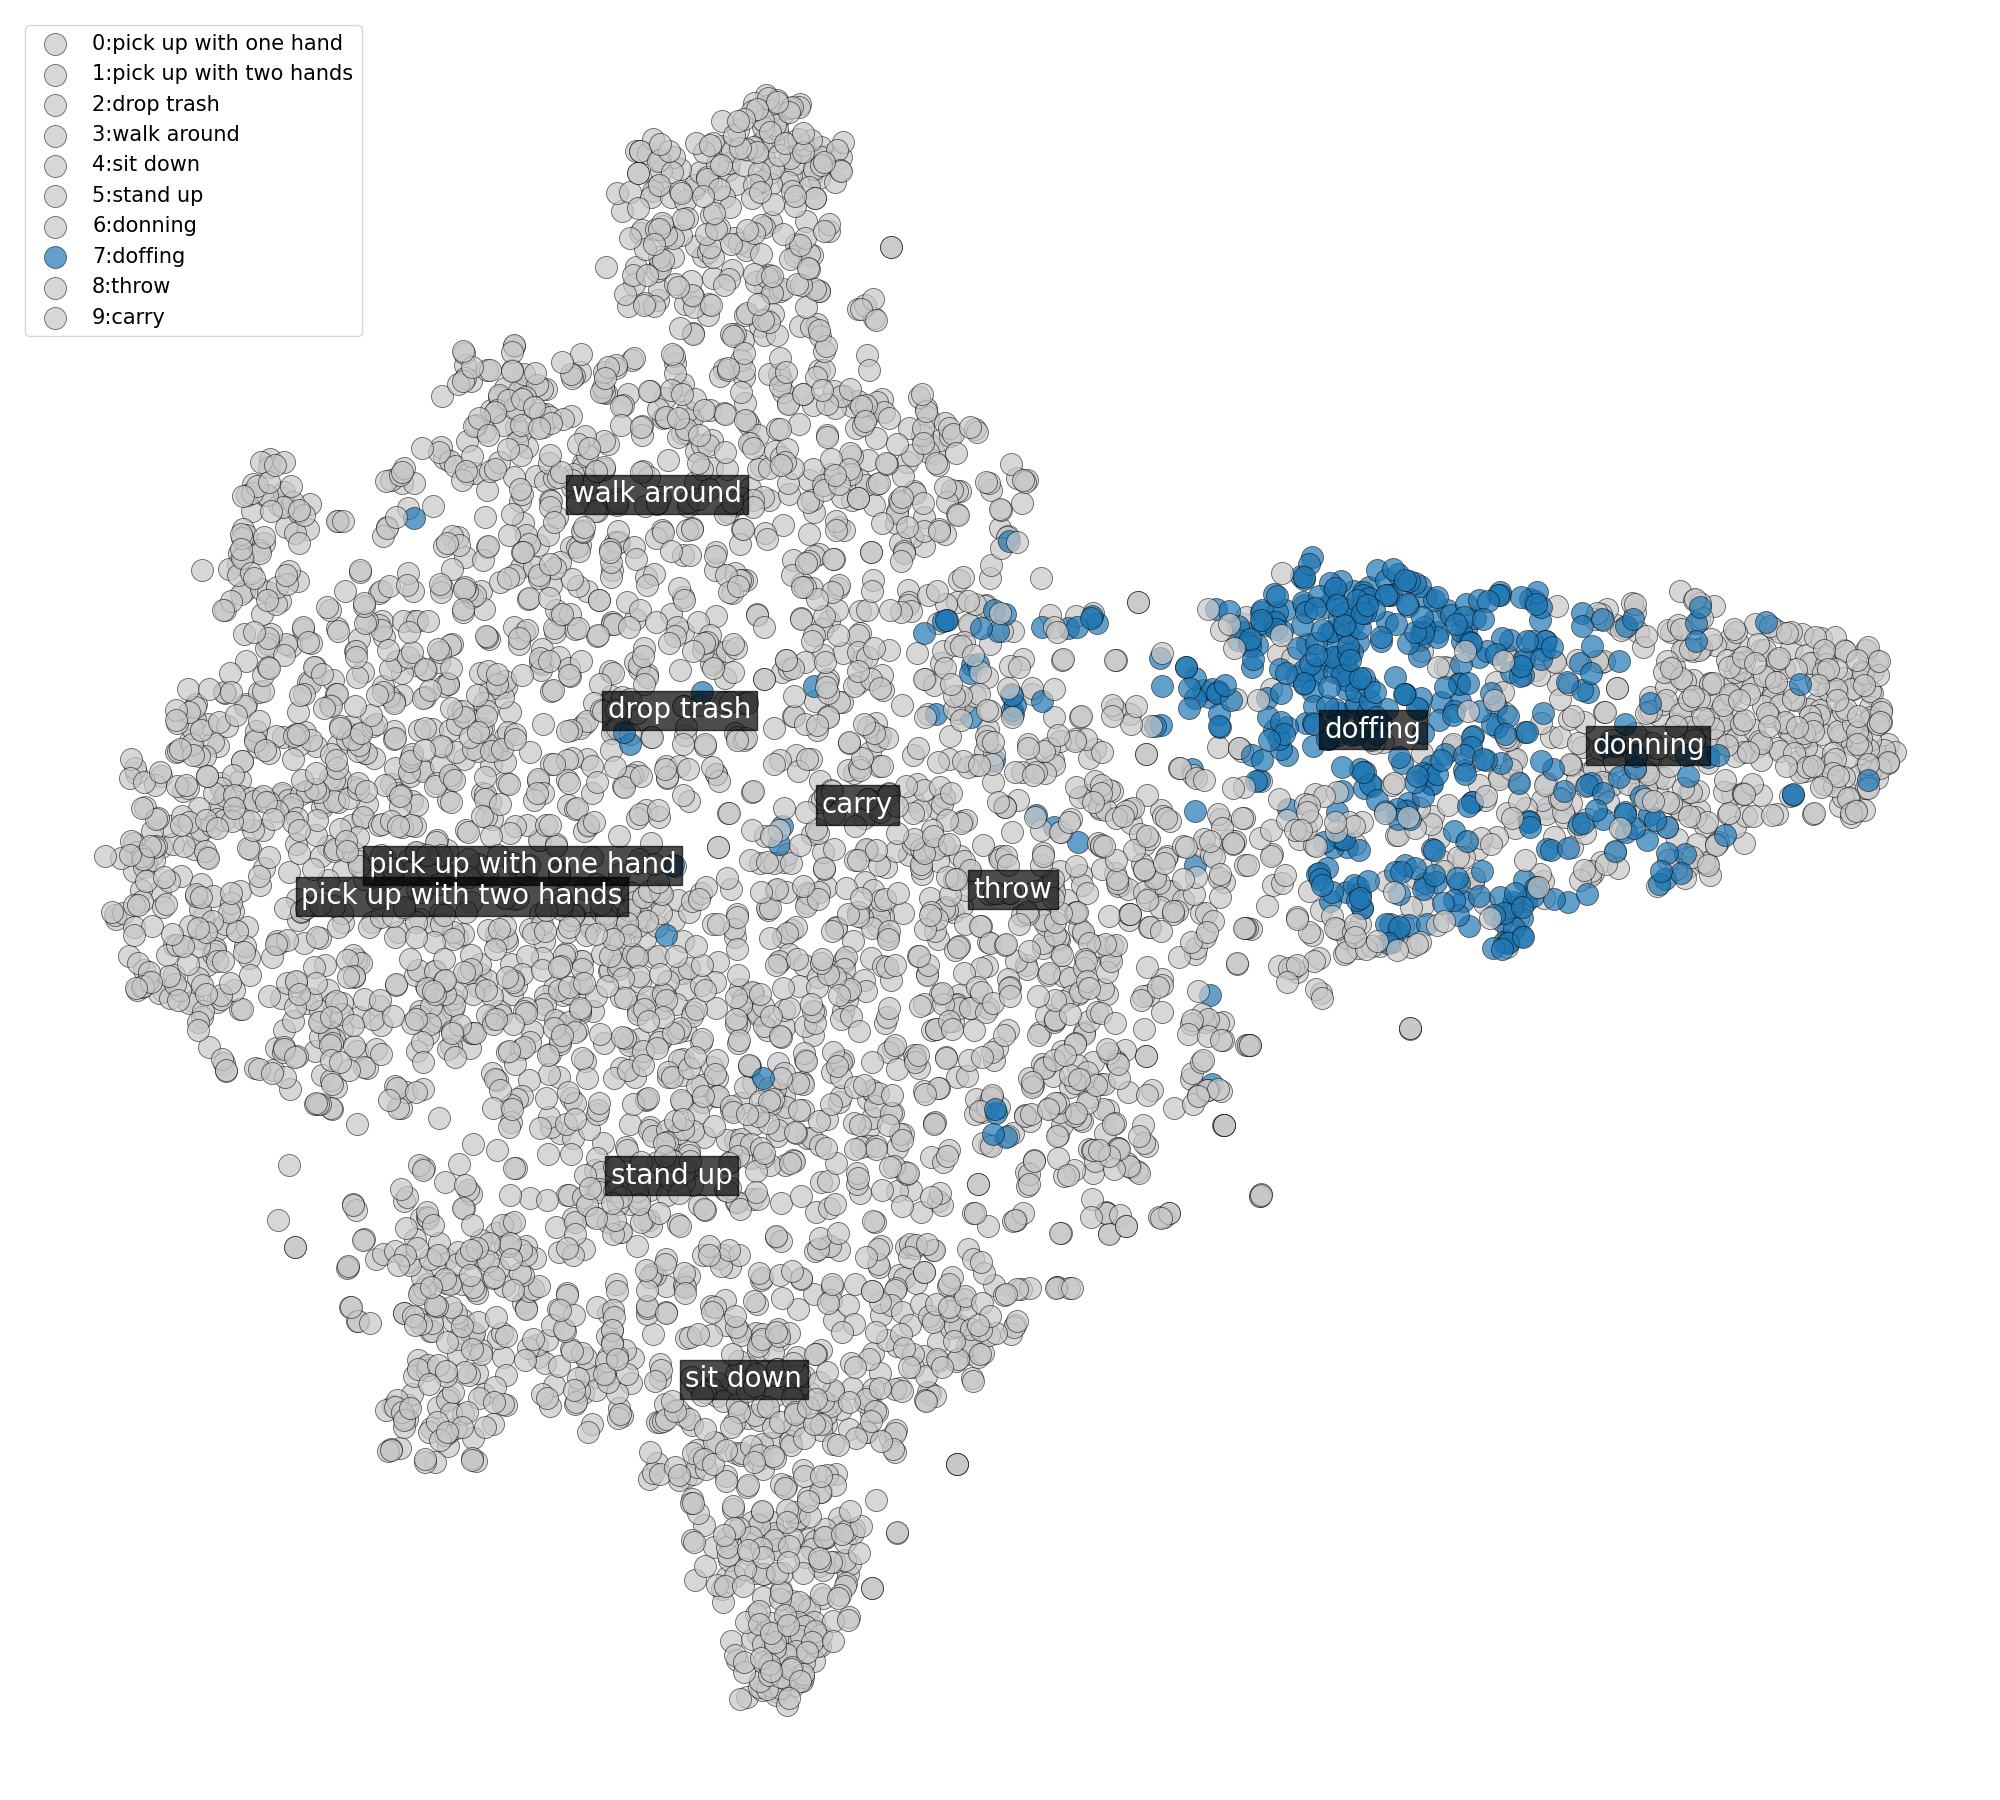 0:pick up with one hand
1:pick up with two hands
2:drop trash
3:walk around
4:sit down
5:stand up
6:donning
7:doffing
8:throw
9:carry
walk around
drop trash
doffing
donning
carry
pick up with one hand
throw
pick up with two hands
stand up
sit down